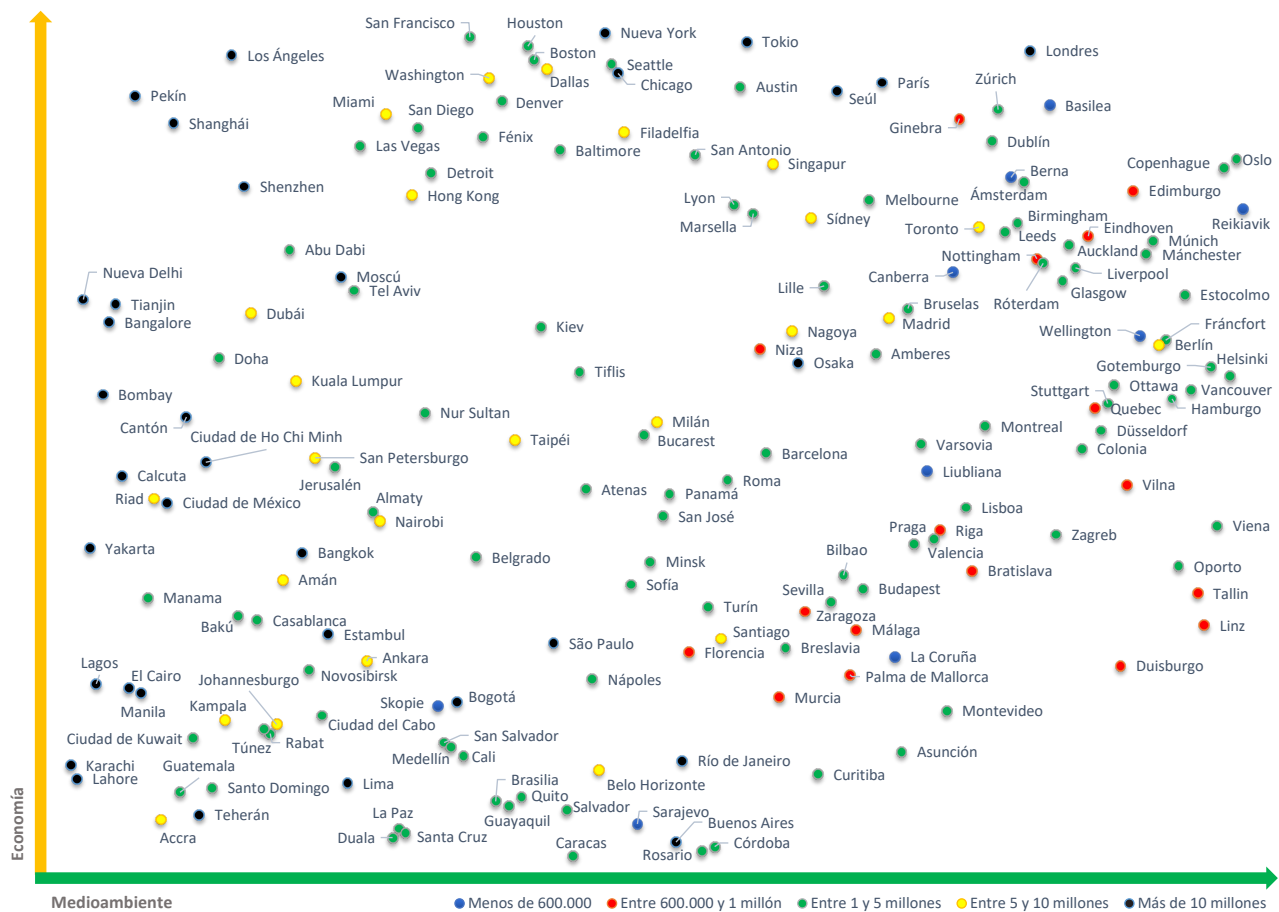 San Francisco
Houston
Nueva York
Tokio
Londres
Los Ángeles
Boston
Seattle
Washington
Dallas
Chicago
Austin
París
Zúrich
Seúl
Basilea
Pekín
Miami
San Diego
Denver
Shanghái
Ginebra
Filadelfia
Fénix
Dublín
Las Vegas
Baltimore
San Antonio
Singapur
Copenhague
Oslo
Detroit
Berna
Shenzhen
Hong Kong
Ámsterdam
Edimburgo
Lyon
Melbourne
Marsella
Sídney
Birmingham
Reikiavik
Toronto
Leeds
Eindhoven
Abu Dabi
Nottingham
Auckland
Múnich
Mánchester
Nueva Delhi
Moscú
Canberra
Liverpool
Tel Aviv
Lille
Róterdam
Glasgow
Estocolmo
Tianjin
Bangalore
Dubái
Bruselas
Madrid
Kiev
Nagoya
Wellington
Fráncfort
Niza
Berlín
Doha
Osaka
Amberes
Gotemburgo
Helsinki
Tiflis
Kuala Lumpur
Stuttgart
Ottawa
Vancouver
Bombay
Quebec
Hamburgo
Nur Sultan
Cantón
Milán
Montreal
Düsseldorf
Ciudad de Ho Chi Minh
Taipéi
Bucarest
Varsovia
Colonia
San Petersburgo
Barcelona
Calcuta
Jerusalén
Liubliana
Roma
Riad
Ciudad de México
Atenas
Panamá
Vilna
Almaty
Nairobi
San José
Lisboa
Praga
Riga
Viena
Zagreb
Yakarta
Bangkok
Belgrado
Minsk
Bilbao
Valencia
Amán
Sofía
Bratislava
Oporto
Manama
Sevilla
Budapest
Tallin
Bakú
Casablanca
Turín
Zaragoza
Estambul
Santiago
Málaga
Linz
São Paulo
Florencia
Breslavia
La Coruña
Lagos
Ankara
El Cairo
Johannesburgo
Novosibirsk
Duisburgo
Manila
Kampala
Nápoles
Palma de Mallorca
Skopie
Bogotá
Murcia
Ciudad del Cabo
Montevideo
Ciudad de Kuwait
Túnez
Rabat
San Salvador
Medellín
Cali
Asunción
Karachi
Guatemala
Río de Janeiro
Lahore
Santo Domingo
Lima
Brasilia
Belo Horizonte
Curitiba
Quito
Teherán
La Paz
Guayaquil
Salvador
Sarajevo
Accra
Duala
Santa Cruz
Buenos Aires
Caracas
Rosario
Córdoba
Economía
Medioambiente
Menos de 600.000
Entre 600.000 y 1 millón
Entre 1 y 5 millones
Entre 5 y 10 millones
Más de 10 millones